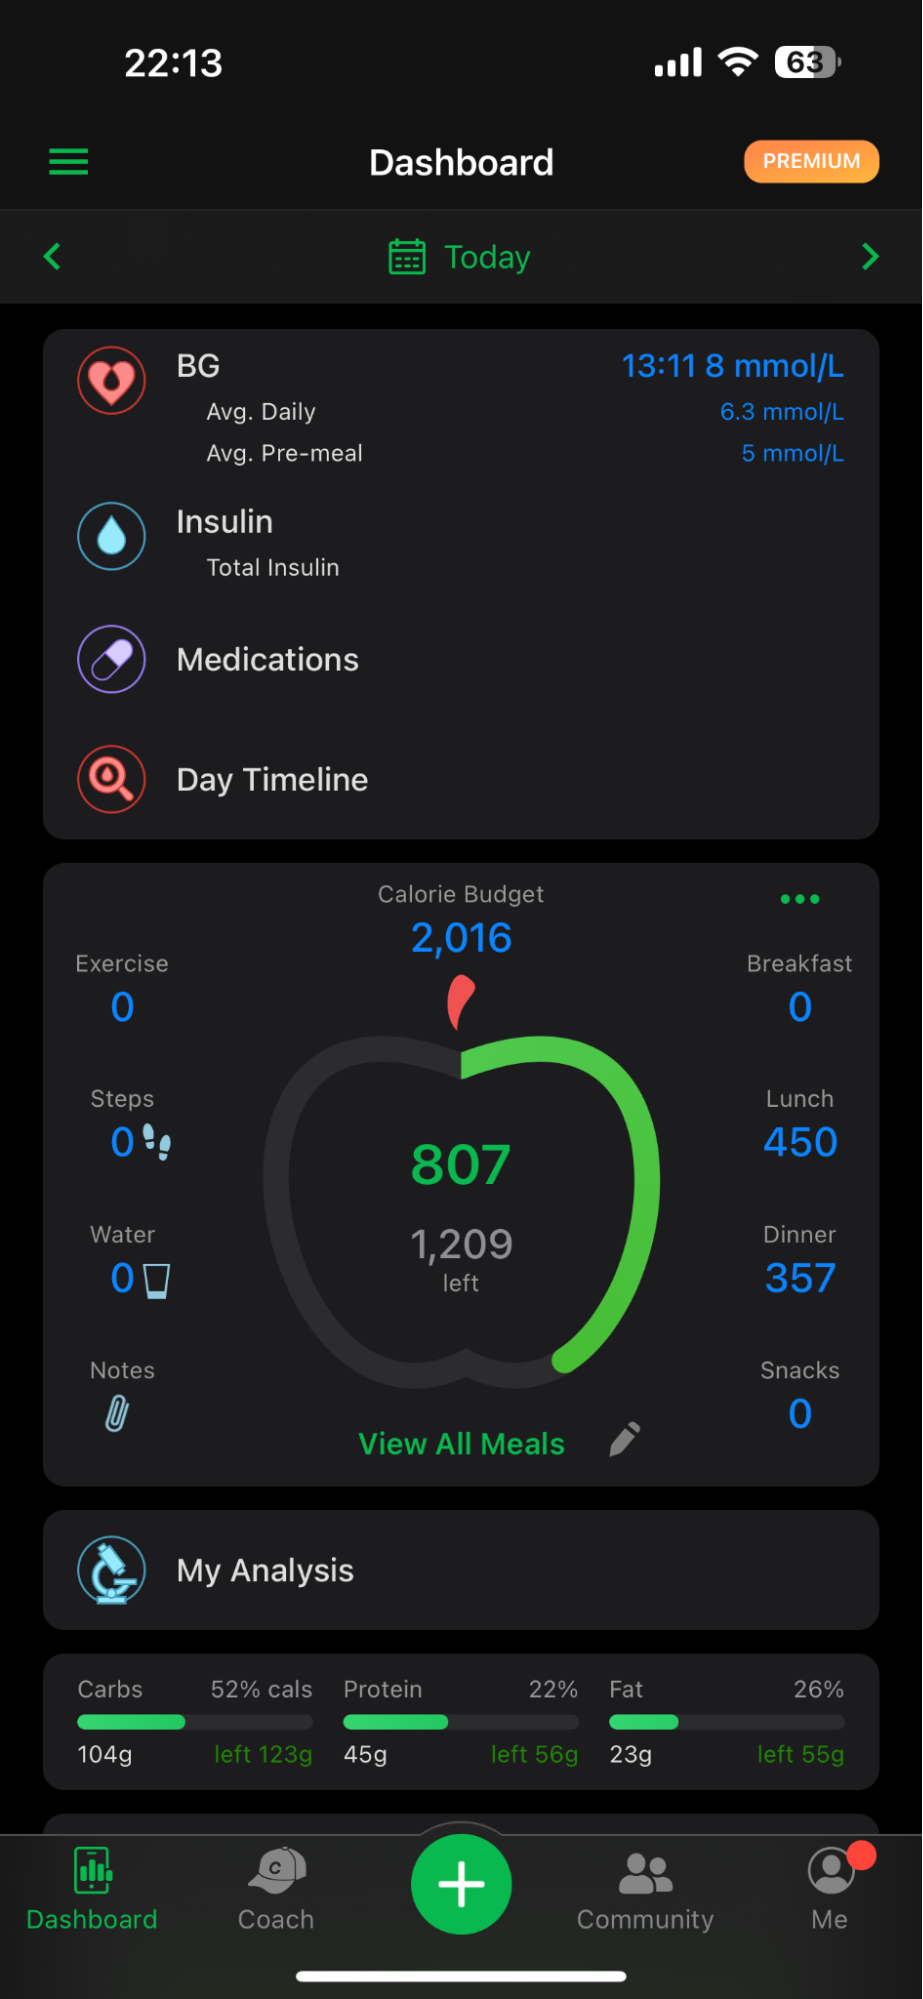 22:13
63
Dashboard
PREMIUM
Today
BG
13:11 8 mmol/L
Avg. Daily
6.3 mmol/L
Avg. Pre-meal
5 mmol/L
Insulin
Total Insulin
Medications
Day Timeline
Calorie Budget
2,016
Exercise
0
Breakfast
0
Steps
0
Lunch
450
807
1,209
left
Water
0
Dinner
357
Notes
Snacks
0
View All Meals
My Analysis
Carbs
52% cals
104g
left 123g
Protein
22%
45g
left 56g
Fat
26%
23g
left 55g
Dashboard
C
Coach
Community
Me